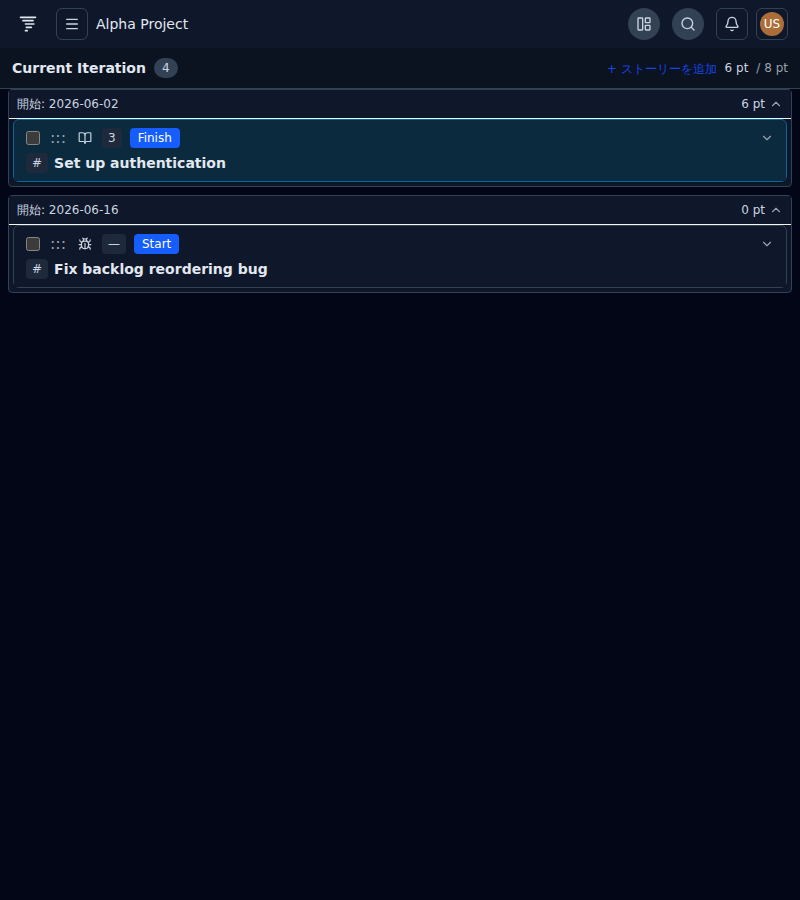 Alpha Project
US
Current Iteration 4
+ ストーリーを追加 6 pt / 8 pt
開始: 2026-06-02 6 pt
3 Finish
# Set up authentication
開始: 2026-06-16 0 pt
— Start
# Fix backlog reordering bug